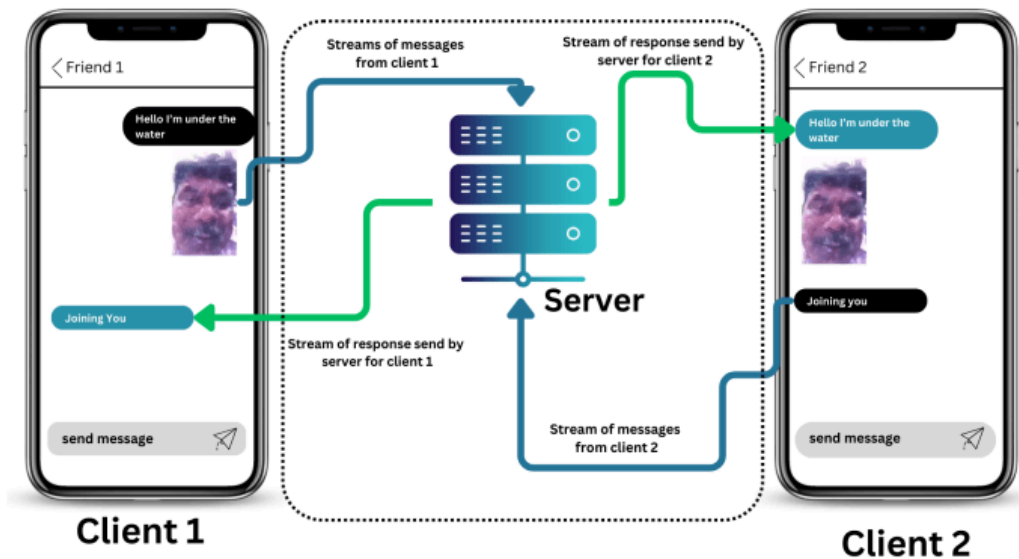 Friend 1
Hello I'm under the
water
Joining You
send message
Client 1
Streams of messages
from client 1
Stream of response send by
server for client 2
Server
Stream of response send by
server for client 1
Stream of messages
from client 2
Friend 2
Hello I'm under the
water
Joining you
send message
Client 2